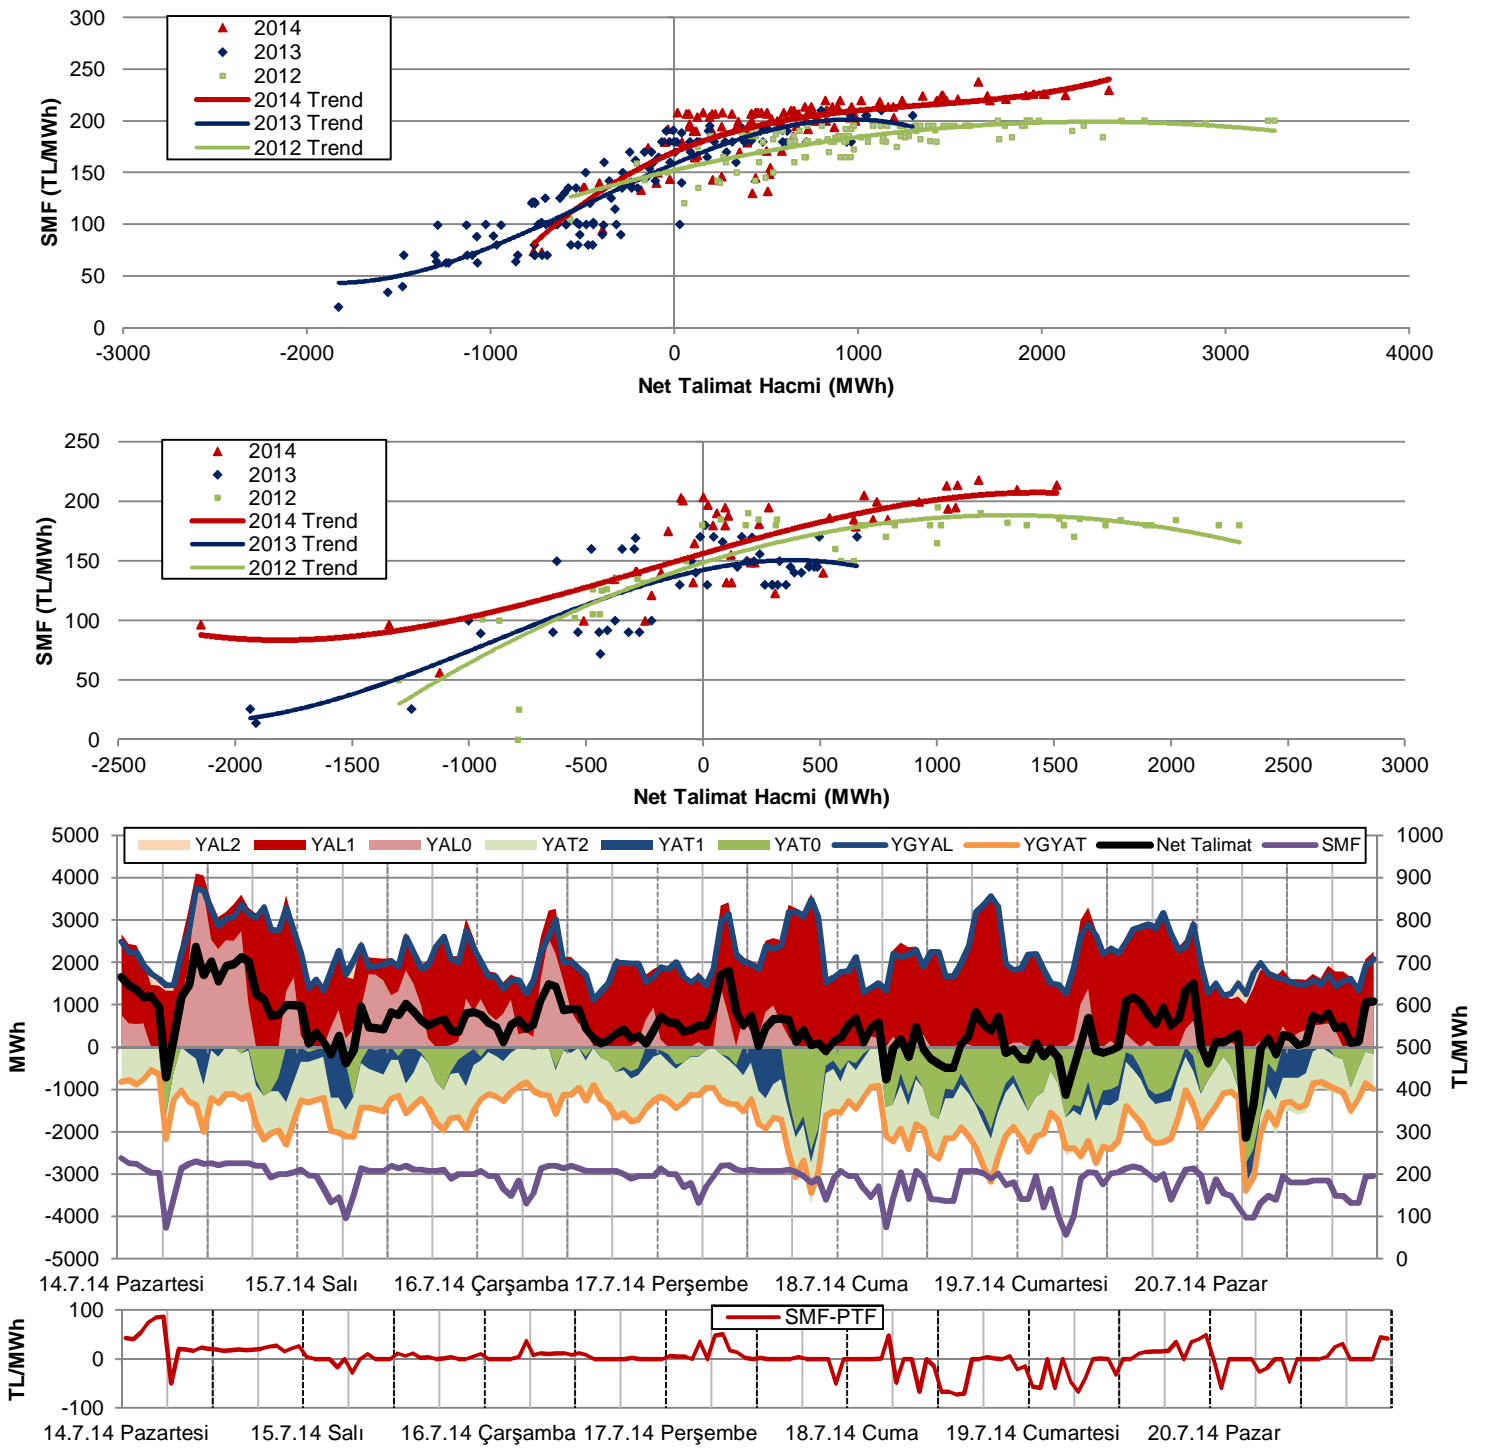 300
250
200
150
100
50
0
SMF (TL/MWh)
2014
2013
2012
2014 Trend
2013 Trend
2012 Trend
-3000 -2000 -1000 0 1000 2000 3000 4000
Net Talimat Hacmi (MWh)
250
200
150
100
50
0
SMF (TL/MWh)
2014
2013
2012
2014 Trend
2013 Trend
2012 Trend
-2500 -2000 -1500 -1000 -500 0 500 1000 1500 2000 2500 3000
Net Talimat Hacmi (MWh)
YAL2 YAL1 YAL0 YAT2 YAT1 YAT0 YGYAL YGYAT Net Talimat SMF
5000
4000
3000
2000
1000
0
-1000
-2000
-3000
-4000
-5000
MWh
1000
900
800
700
600
500
400
300
200
100
0
TL/MWh
14.7.14 Pazartesi 15.7.14 Salı 16.7.14 Çarşamba 17.7.14 Perşembe 18.7.14 Cuma 19.7.14 Cumartesi 20.7.14 Pazar
100
0
-100
TL/MWh
SMF-PTF
14.7.14 Pazartesi 15.7.14 Salı 16.7.14 Çarşamba 17.7.14 Perşembe 18.7.14 Cuma 19.7.14 Cumartesi 20.7.14 Pazar